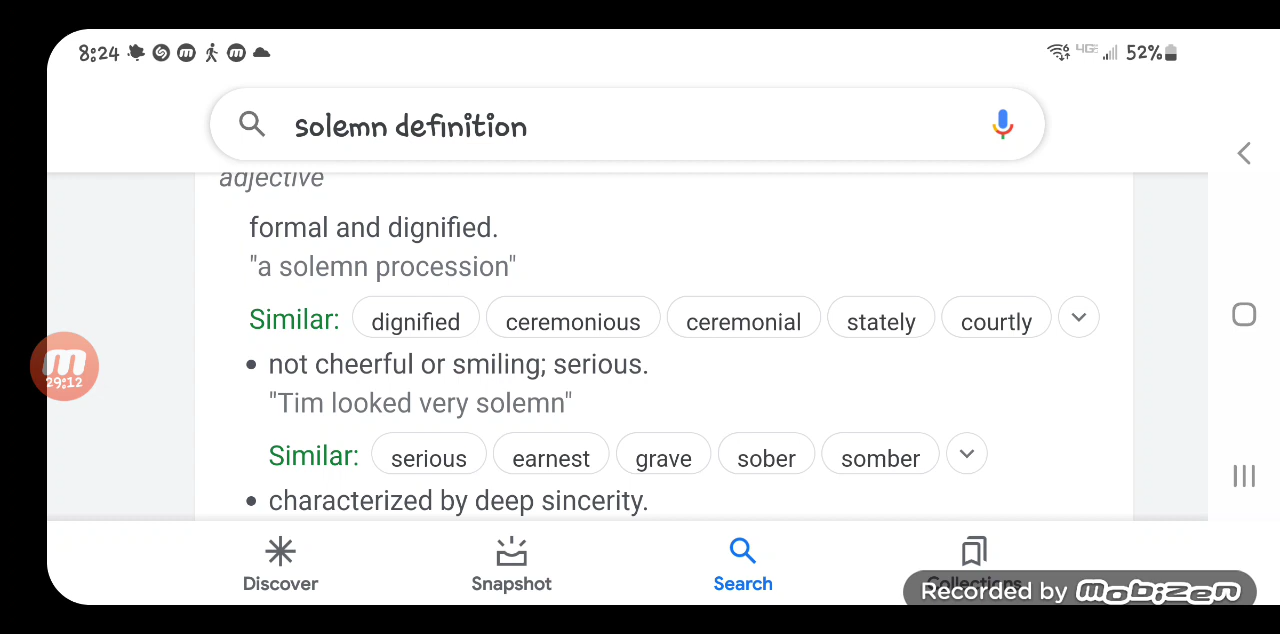 8:24 4GE 52%
solemn definition
adjective
formal and dignified.
"a solemn procession"
Similar: dignified ceremonious ceremonial stately courtly
• not cheerful or smiling; serious.
"Tim looked very solemn"
29:12
Similar: serious earnest grave sober somber
• characterized by deep sincerity.
Discover Snapshot Search Collections
Recorded by mobizen